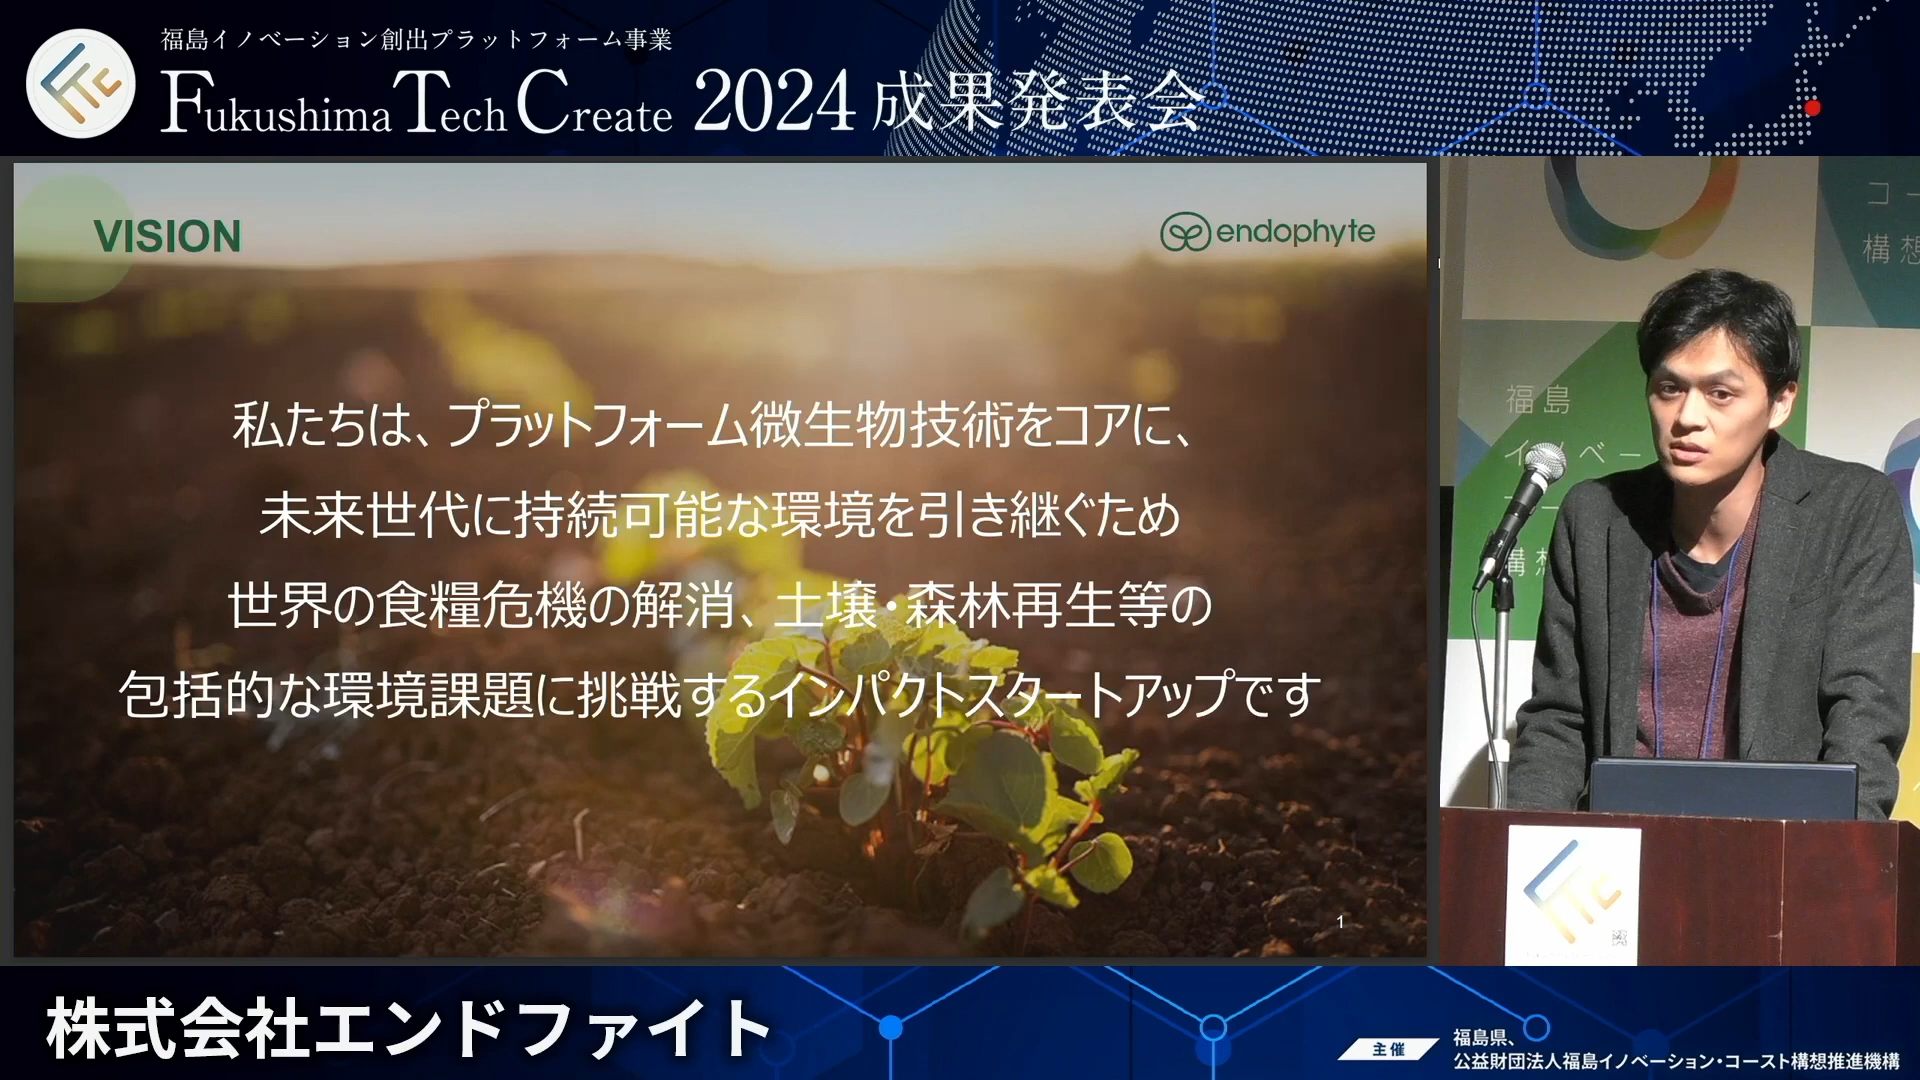 福島イノベーション創出プラットフォーム事業
Fukushima Tech Create 2024 成果発表会
VISION
endophyte
私たちは、プラットフォーム微生物技術をコアに、
未来世代に持続可能な環境を引き継ぐため
世界の食糧危機の解消、土壌・森林再生等の
包括的な環境課題に挑戦するインパクトスタートアップです
1
コー
構想
福島
イノベー
構想
株式会社エンドファイト
主催
福島県、
公益財団法人福島イノベーション・コースト構想推進機構